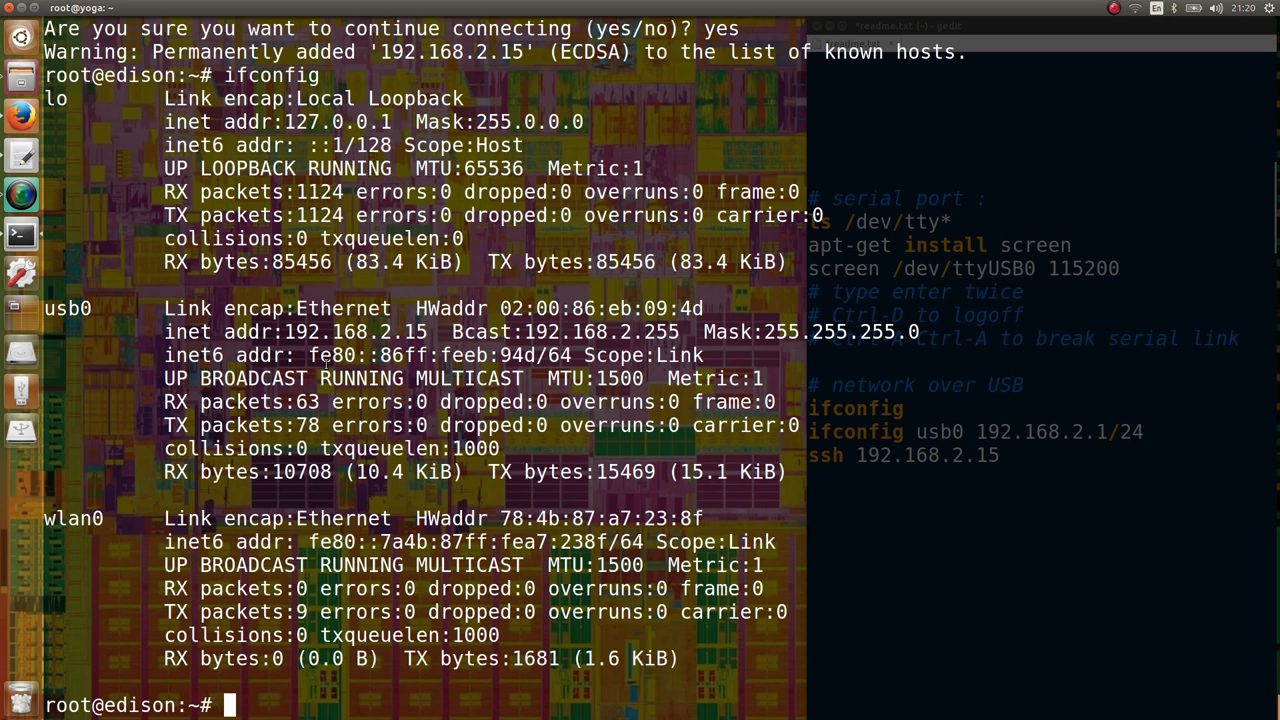 root@yoga: ~
En
21:20
*readme.txt (~) - gedit
Are you sure you want to continue connecting (yes/no)? yes
Warning: Permanently added '192.168.2.15' (ECDSA) to the list of known hosts.
root@edison:~# ifconfig
lo Link encap:Local Loopback
inet addr:127.0.0.1 Mask:255.0.0.0
inet6 addr: ::1/128 Scope:Host
UP LOOPBACK RUNNING MTU:65536 Metric:1
RX packets:1124 errors:0 dropped:0 overruns:0 frame:0
TX packets:1124 errors:0 dropped:0 overruns:0 carrier:0
collisions:0 txqueuelen:0
RX bytes:85456 (83.4 KiB) TX bytes:85456 (83.4 KiB)
usb0 Link encap:Ethernet HWaddr 02:00:86:eb:09:4d
inet addr:192.168.2.15 Bcast:192.168.2.255 Mask:255.255.255.0
inet6 addr: fe80::86ff:feeb:94d/64 Scope:Link
UP BROADCAST RUNNING MULTICAST MTU:1500 Metric:1
RX packets:63 errors:0 dropped:0 overruns:0 frame:0
TX packets:78 errors:0 dropped:0 overruns:0 carrier:0
collisions:0 txqueuelen:1000
RX bytes:10708 (10.4 KiB) TX bytes:15469 (15.1 KiB)
wlan0 Link encap:Ethernet HWaddr 78:4b:87:a7:23:8f
inet6 addr: fe80::7a4b:87ff:fea7:238f/64 Scope:Link
UP BROADCAST RUNNING MULTICAST MTU:1500 Metric:1
RX packets:0 errors:0 dropped:0 overruns:0 frame:0
TX packets:9 errors:0 dropped:0 overruns:0 carrier:0
collisions:0 txqueuelen:1000
RX bytes:0 (0.0 B) TX bytes:1681 (1.6 KiB)
root@edison:~#
# serial port :
ls /dev/tty*
apt-get install screen
screen /dev/ttyUSB0 115200
# type enter twice
# Ctrl-D to logoff
Ctrl-A to break serial link
# network over USB
ifconfig
ifconfig usb0 192.168.2.1/24
ssh 192.168.2.15